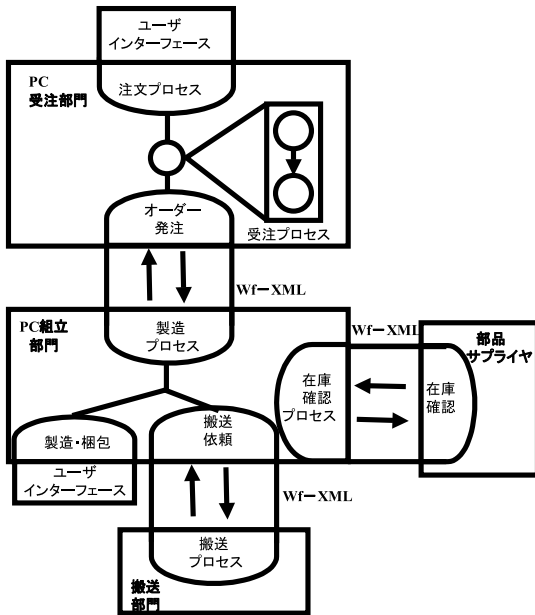 ユーザ
インターフェース
PC
受注部門
注文プロセス
オーダー
発注
受注プロセス
Wf－XML
PC組立
部門
製造
プロセス
Wf－XML
部品
サプライヤ
在庫
確認
プロセス
在庫
確認
製造・梱包
搬送
依頼
ユーザ
インターフェース
Wf－XML
搬送
プロセス
搬送
部門